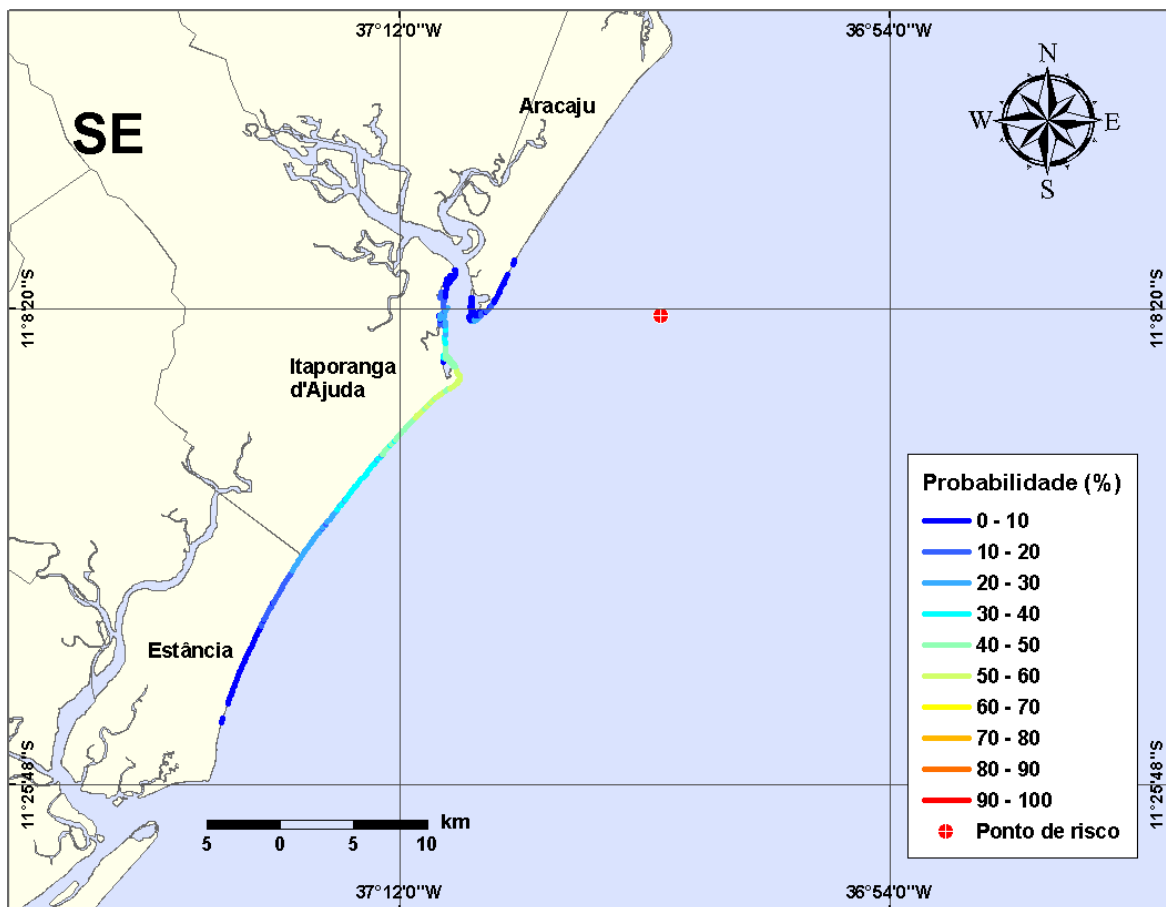 37°12'0"W
36°54'0"W
SE
Aracaju
N
W
E
S
11°8'20"S
11°8'20"S
Itaporanga
d'Ajuda
Probabilidade (%)
0 - 10
10 - 20
20 - 30
30 - 40
40 - 50
50 - 60
60 - 70
70 - 80
80 - 90
90 - 100
Ponto de risco
Estância
11°25'48"S
11°25'48"S
km
5 0 5 10
37°12'0"W
36°54'0"W